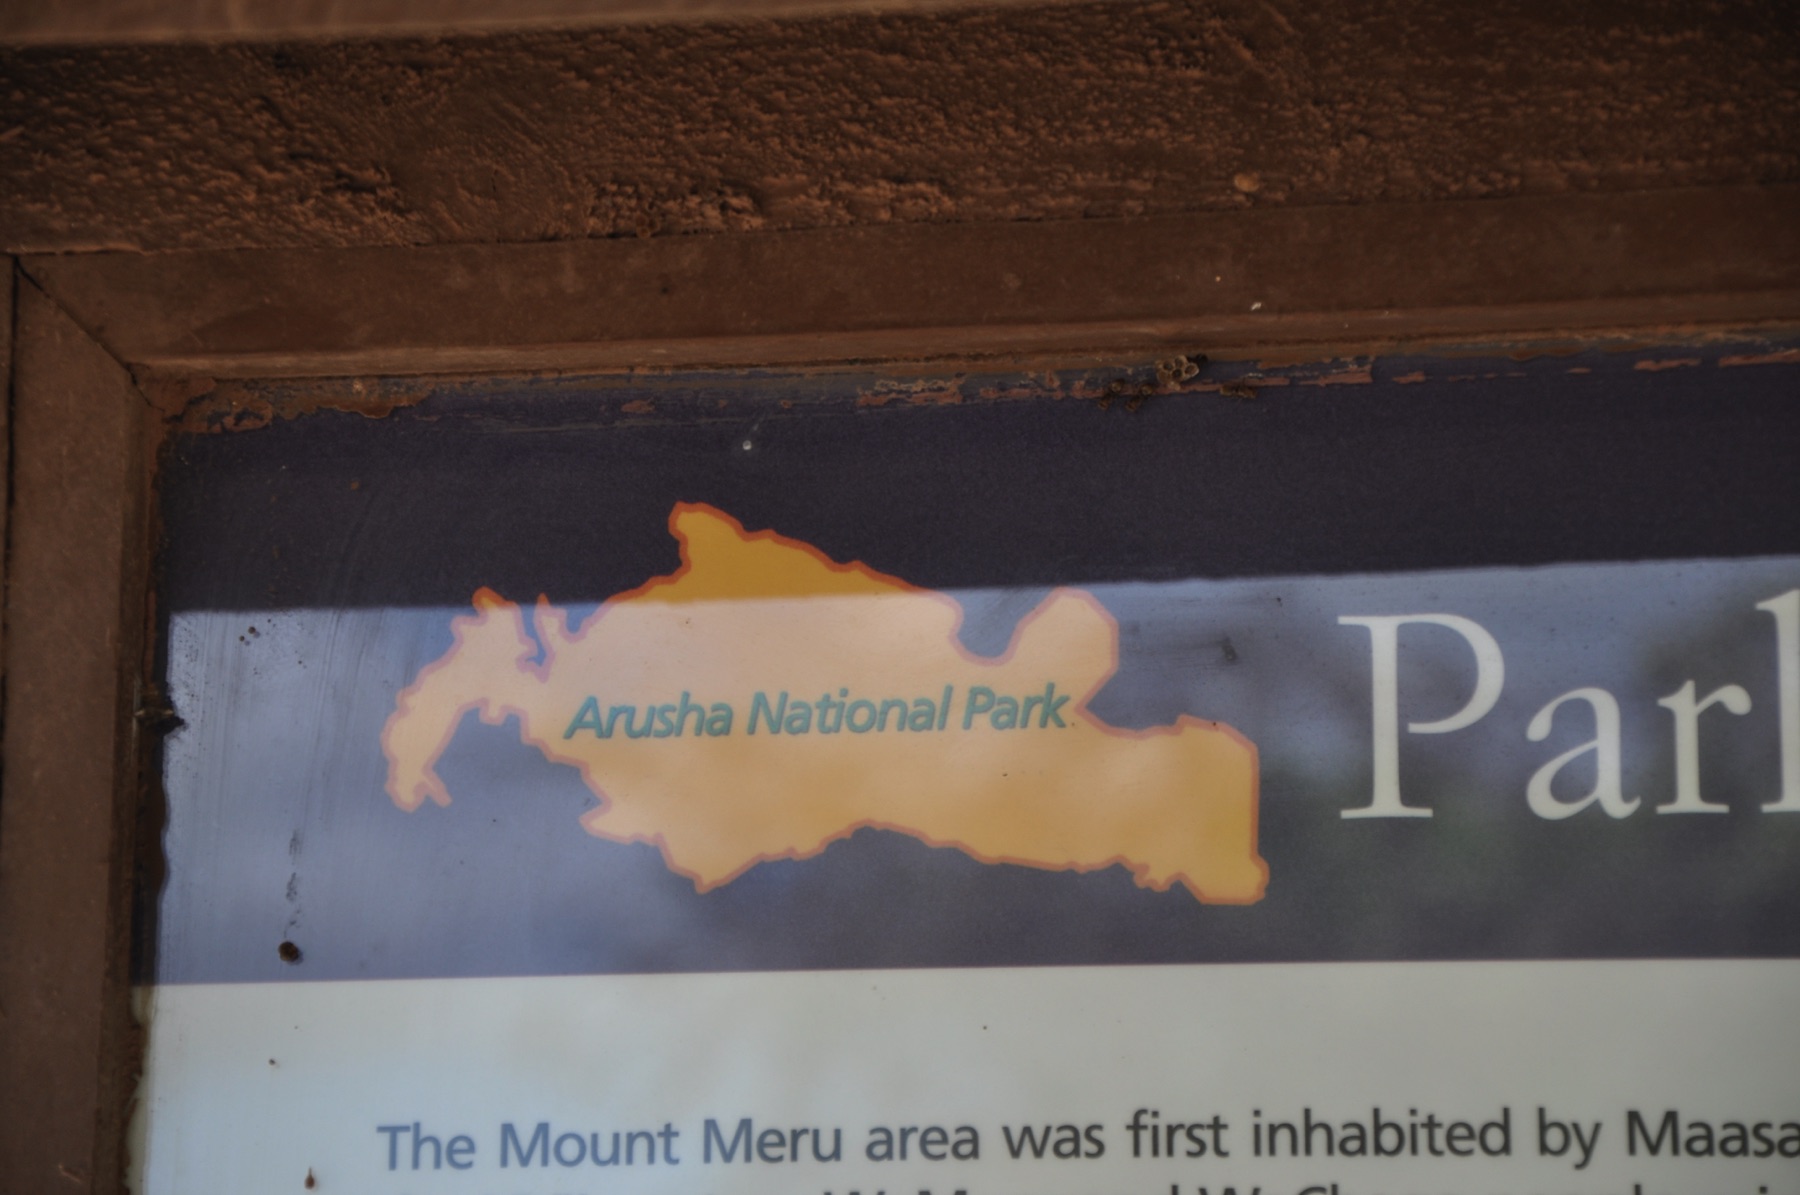 Arusha National Park
Park
The Mount Meru area was first inhabited by Maasa